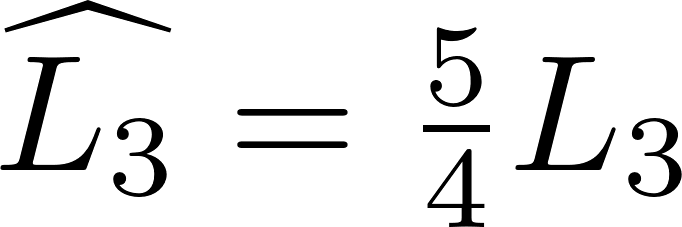 $\widehat{L_3} = \frac{5}{4} L_3$